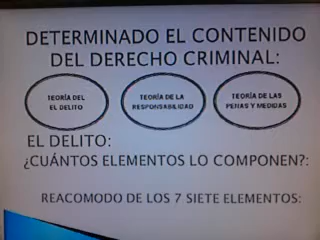 DETERMINADO EL CONTENIDO
DEL DERECHO CRIMINAL:
TEORÍA DEL
EL DELITO
TEORÍA DE LA
RESPONSABILIDAD
TEORÍA DE LAS
PENAS Y MEDIDAS
EL DELITO:
¿CUÁNTOS ELEMENTOS LO COMPONEN?:
REACOMODO DE LOS 7 SIETE ELEMENTOS: